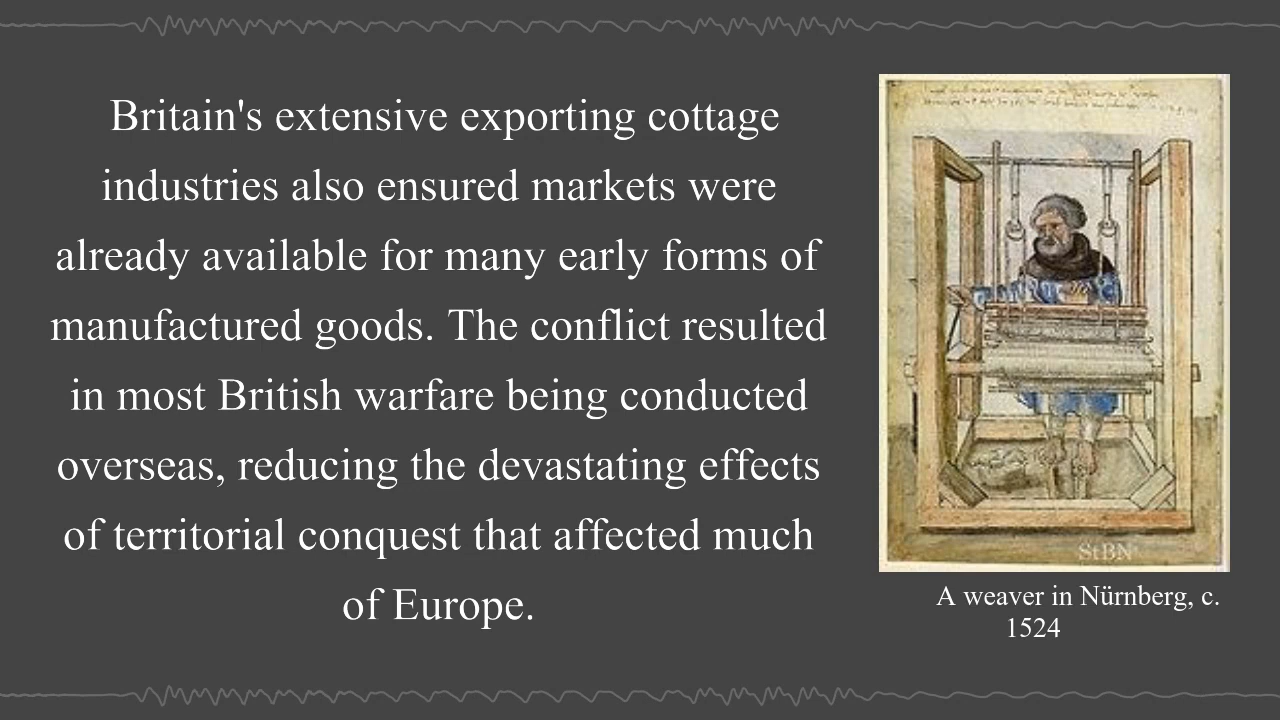 Britain's extensive exporting cottage
industries also ensured markets were
already available for many early forms of
manufactured goods. The conflict resulted
in most British warfare being conducted
overseas, reducing the devastating effects
of territorial conquest that affected much
of Europe.
StBN
A weaver in Nürnberg, c.
1524